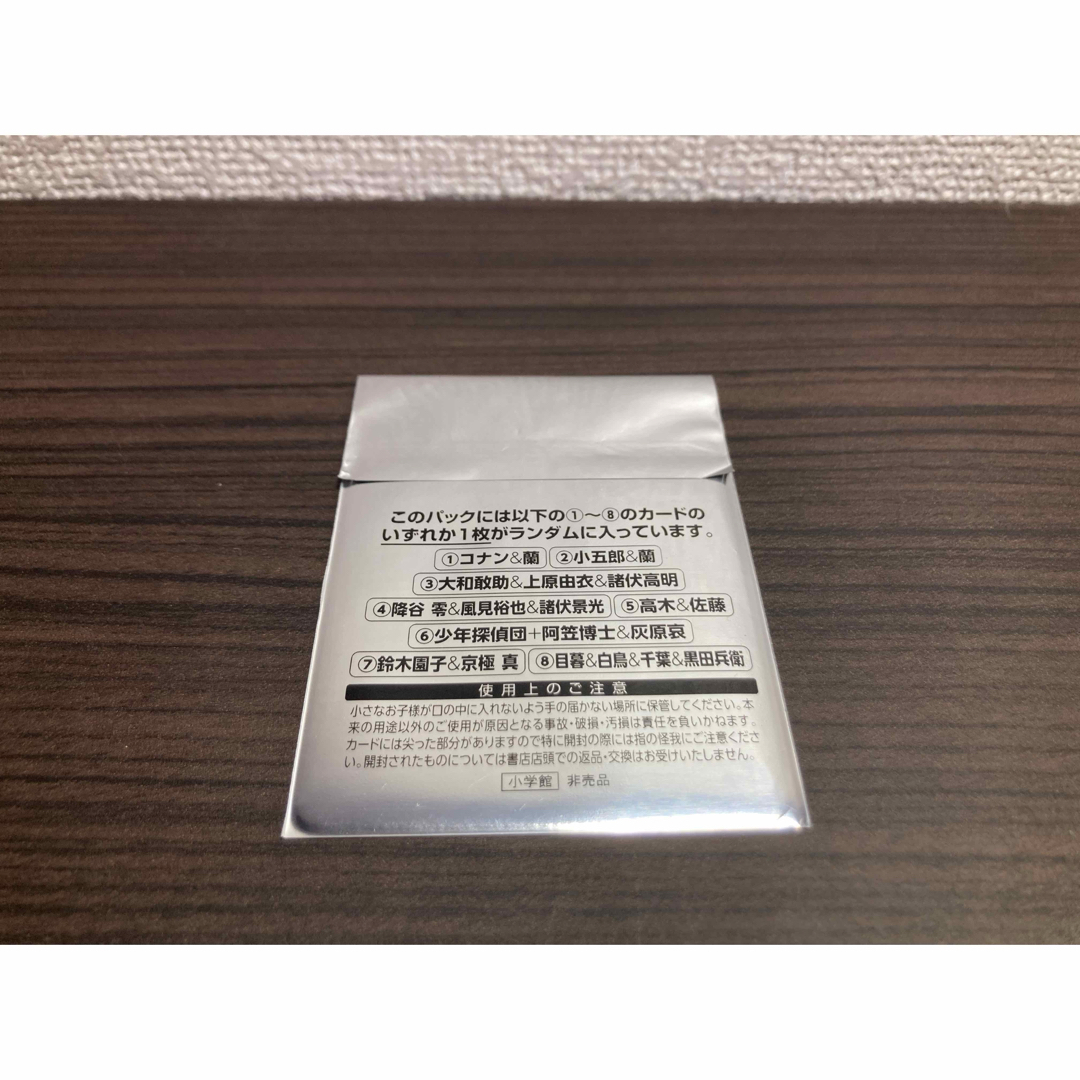 このパックには以下の①〜⑧のカードの
いずれか1枚がランダムに入っています。
①コナン&蘭 ②小五郎&蘭
③大和敢助&上原由衣&諸伏高明
④降谷 零&風見裕也&諸伏景光 ⑤高木&佐藤
⑥少年探偵団+阿笠博士&灰原哀
⑦鈴木園子&京極 真 ⑧目暮&白鳥&千葉&黒田兵衛
使用上のご注意
小さなお子様が口の中に入れないよう手の届かない場所に保管してください。本
来の用途以外のご使用が原因となる事故・破損・汚損は責任を負いかねます。
カードには尖った部分がありますので特に開封の際には指の怪我にご注意くださ
い。開封されたものについては書店店頭での返品・交換はお受けいたしません。
小学館 非売品